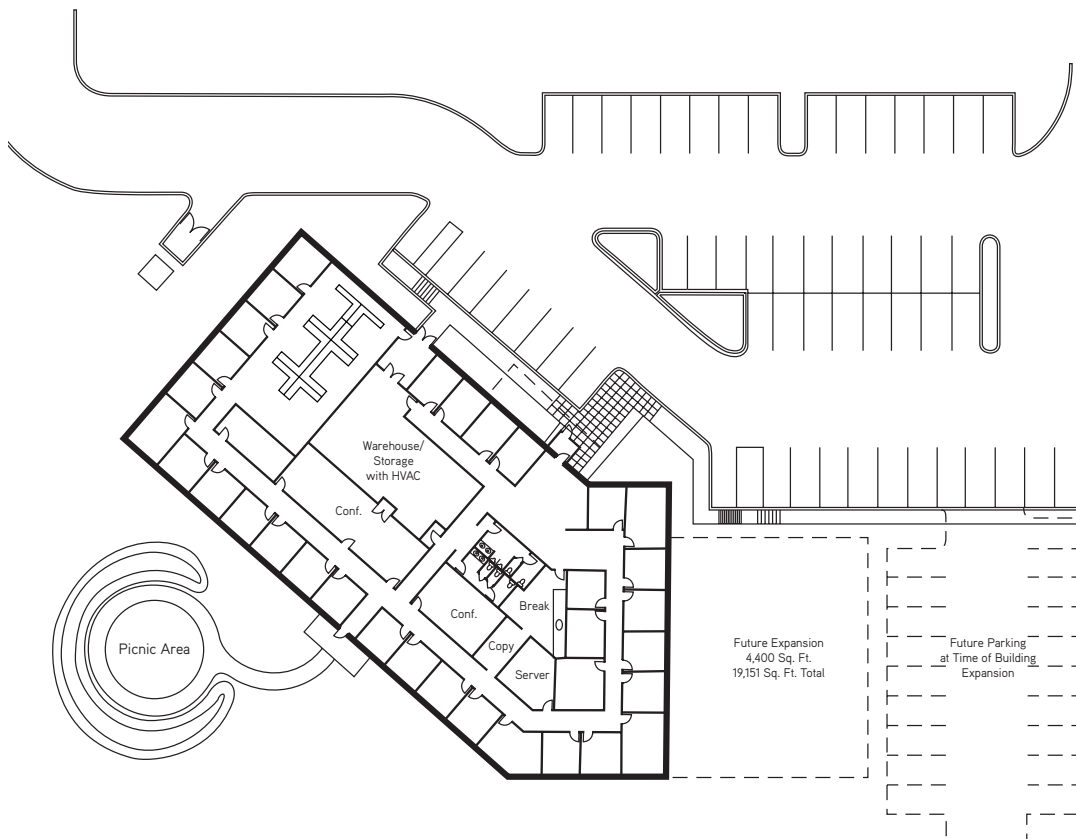 Warehouse/
Storage
with HVAC
Conf.
Conf.
Break
Copy
Server
Picnic Area
Future Expansion
4,400 Sq. Ft.
19,151 Sq. Ft. Total
Future Parking
at Time of Building
Expansion